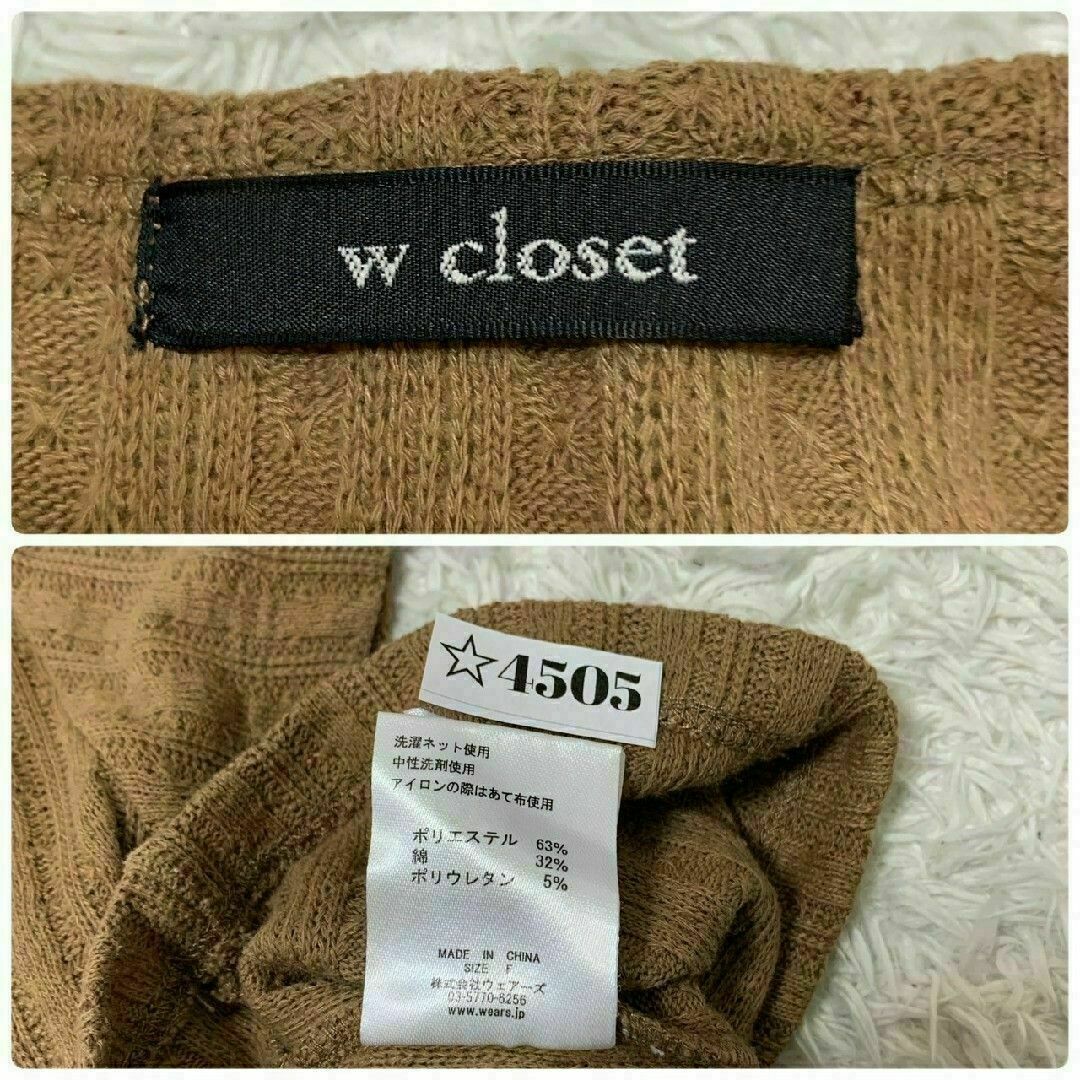 w closet
☆4505
洗濯ネット使用
中性洗剤使用
アイロンの際はあて布使用
ポリエステル 63%
綿 32%
ポリウレタン 5%
MADE IN CHINA
SIZE F
株式会社ウェアーズ
03-5770-6256
www.wears.jp